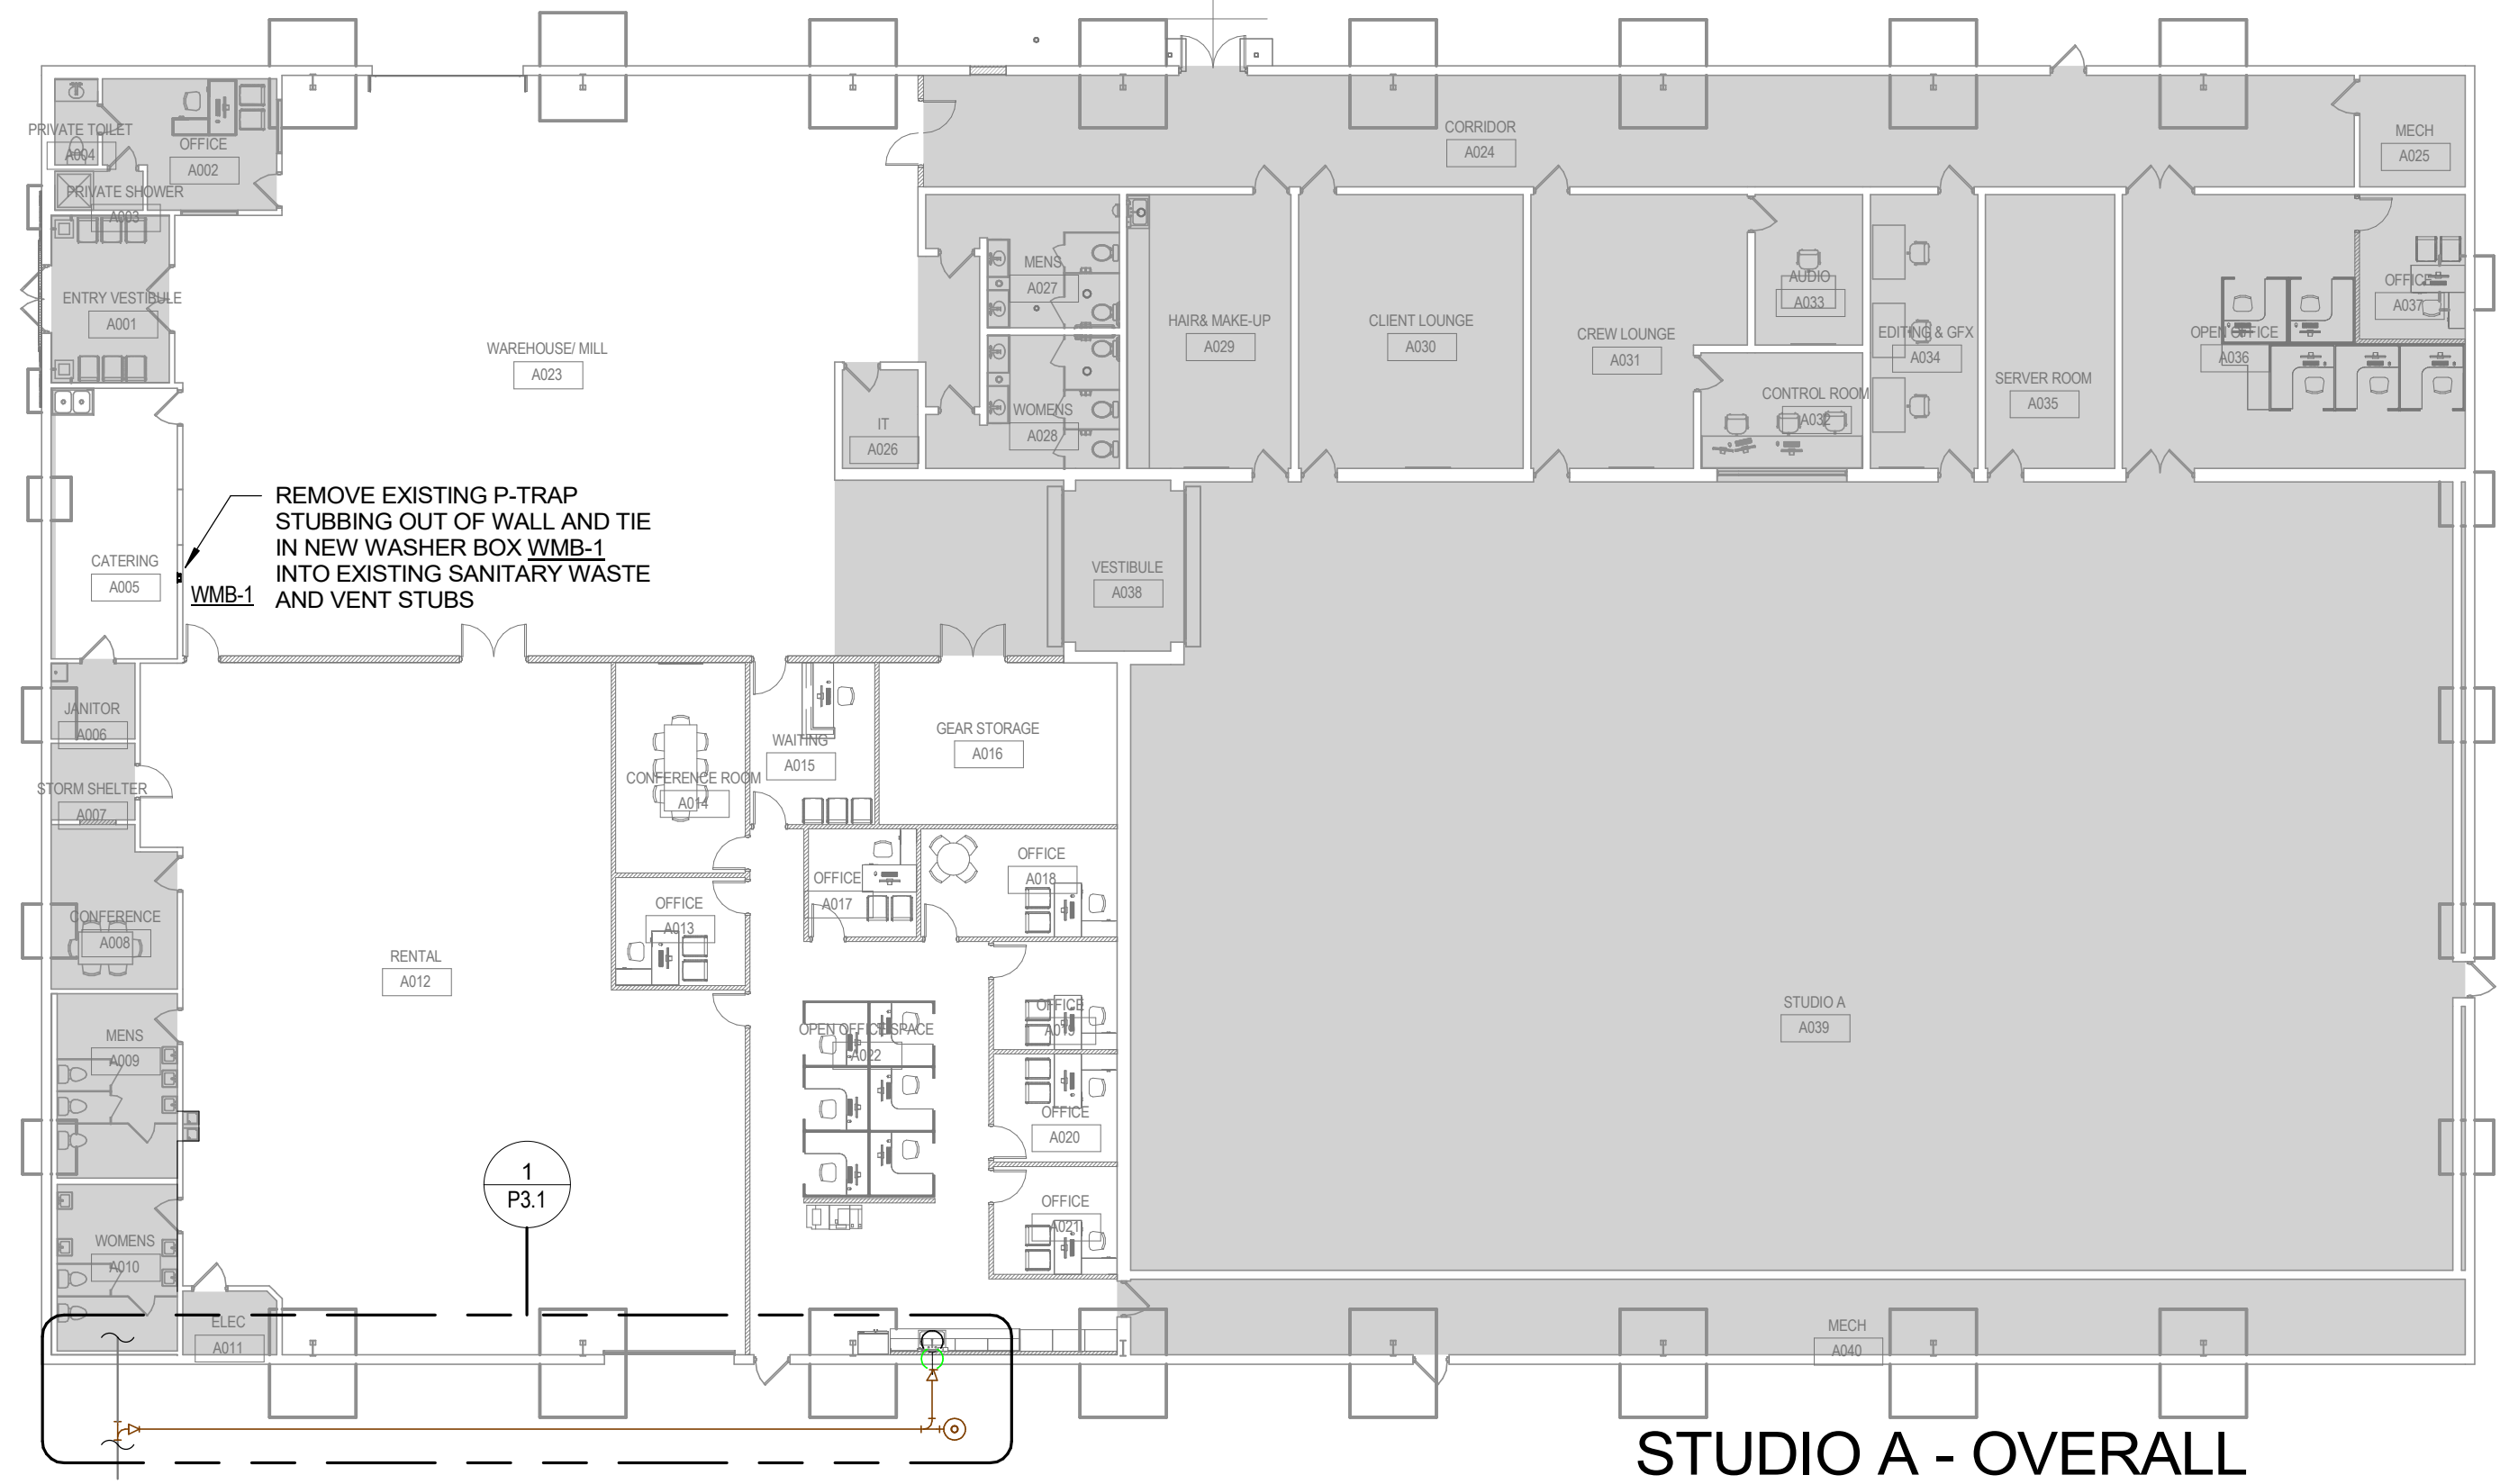 PRIVATE TOILET
A004
OFFICE
A002
PRIVATE SHOWER
A003
ENTRY VESTIBULE
A001
WAREHOUSE/ MILL
A023
CORRIDOR
A024
MECH
A025
MENS
A027
WOMENS
A028
IT
A026
HAIR& MAKE-UP
A029
CLIENT LOUNGE
A030
CREW LOUNGE
A031
AUDIO
A033
CONTROL ROOM
A032
EDITING & GFX
A034
SERVER ROOM
A035
OPEN OFFICE
A036
OFFICE
A037
REMOVE EXISTING P-TRAP
STUBBING OUT OF WALL AND TIE
IN NEW WASHER BOX WMB-1
INTO EXISTING SANITARY WASTE
AND VENT STUBS
WMB-1
CATERING
A005
VESTIBULE
A038
JANITOR
A006
STORM SHELTER
A007
CONFERENCE
A008
MENS
A009
WOMENS
A010
ELEC
A011
RENTAL
A012
CONFERENCE ROOM
A014
WAITING
A015
GEAR STORAGE
A016
OFFICE
A013
OFFICE
A017
OFFICE
A018
OFFICE
A019
OPEN OFFICE SPACE
A022
OFFICE
A020
OFFICE
A021
STUDIO A
A039
MECH
A040
1
P3.1
STUDIO A - OVERALL